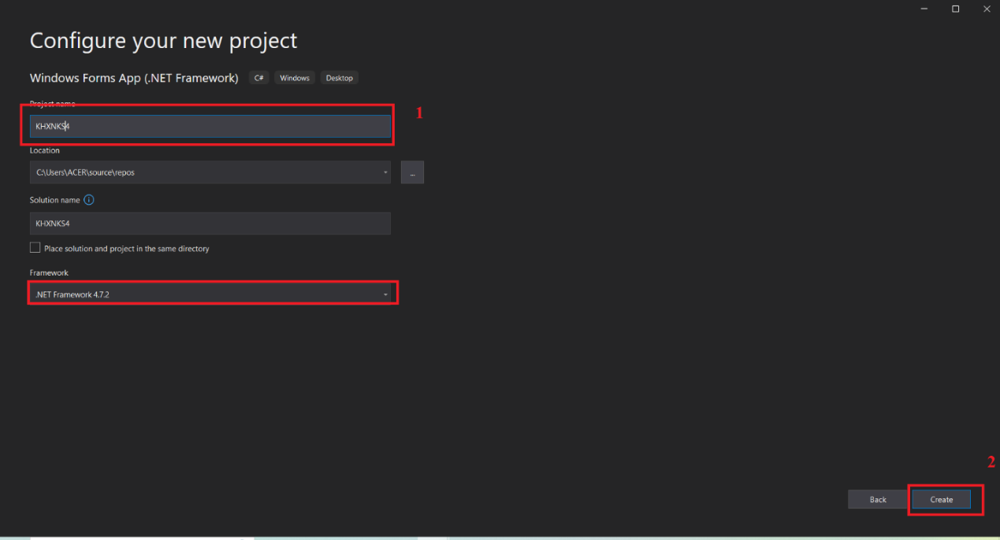 Configure your new project
Windows Forms App (.NET Framework) C# Windows Desktop
Project name
1
KHXNKS4
Location
C:\Users\ACER\source\repos
...
Solution name
KHXNKS4
Place solution and project in the same directory
Framework
.NET Framework 4.7.2
2
Back Create